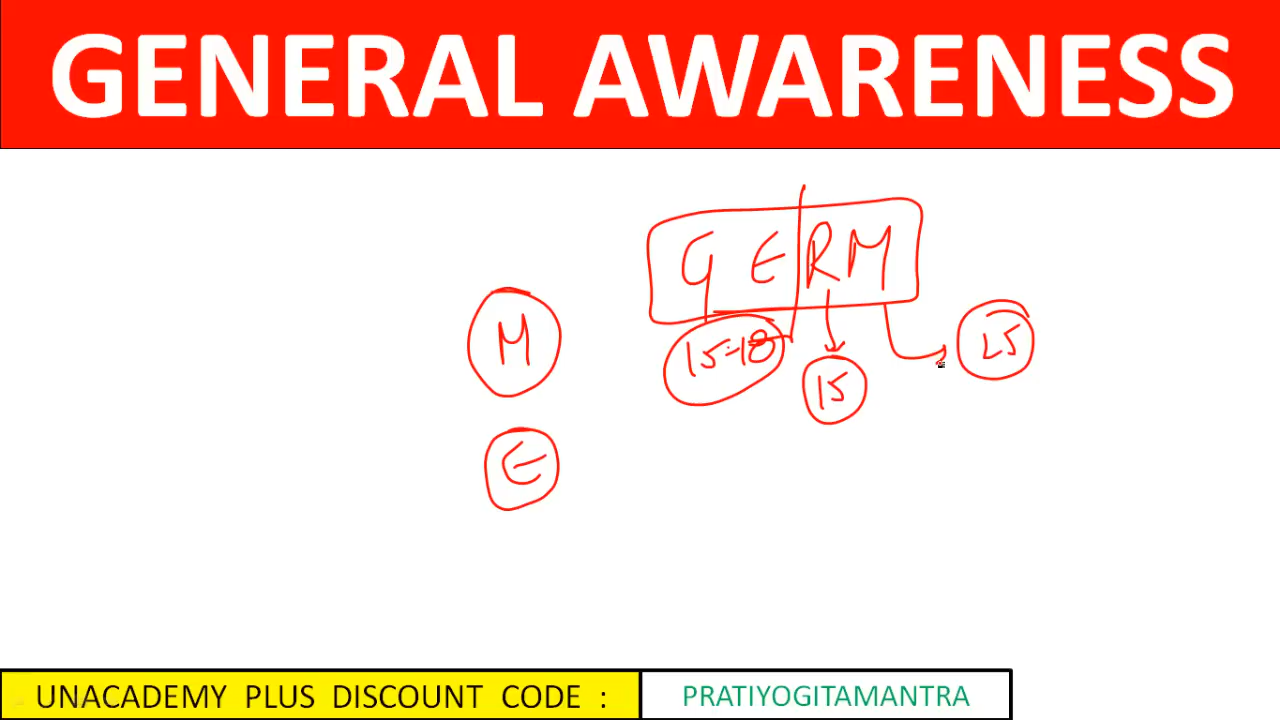 GENERAL AWARENESS
G E R M
M
15-18
15
25
E
UNACADEMY PLUS DISCOUNT CODE :
PRATIYOGITAMANTRA